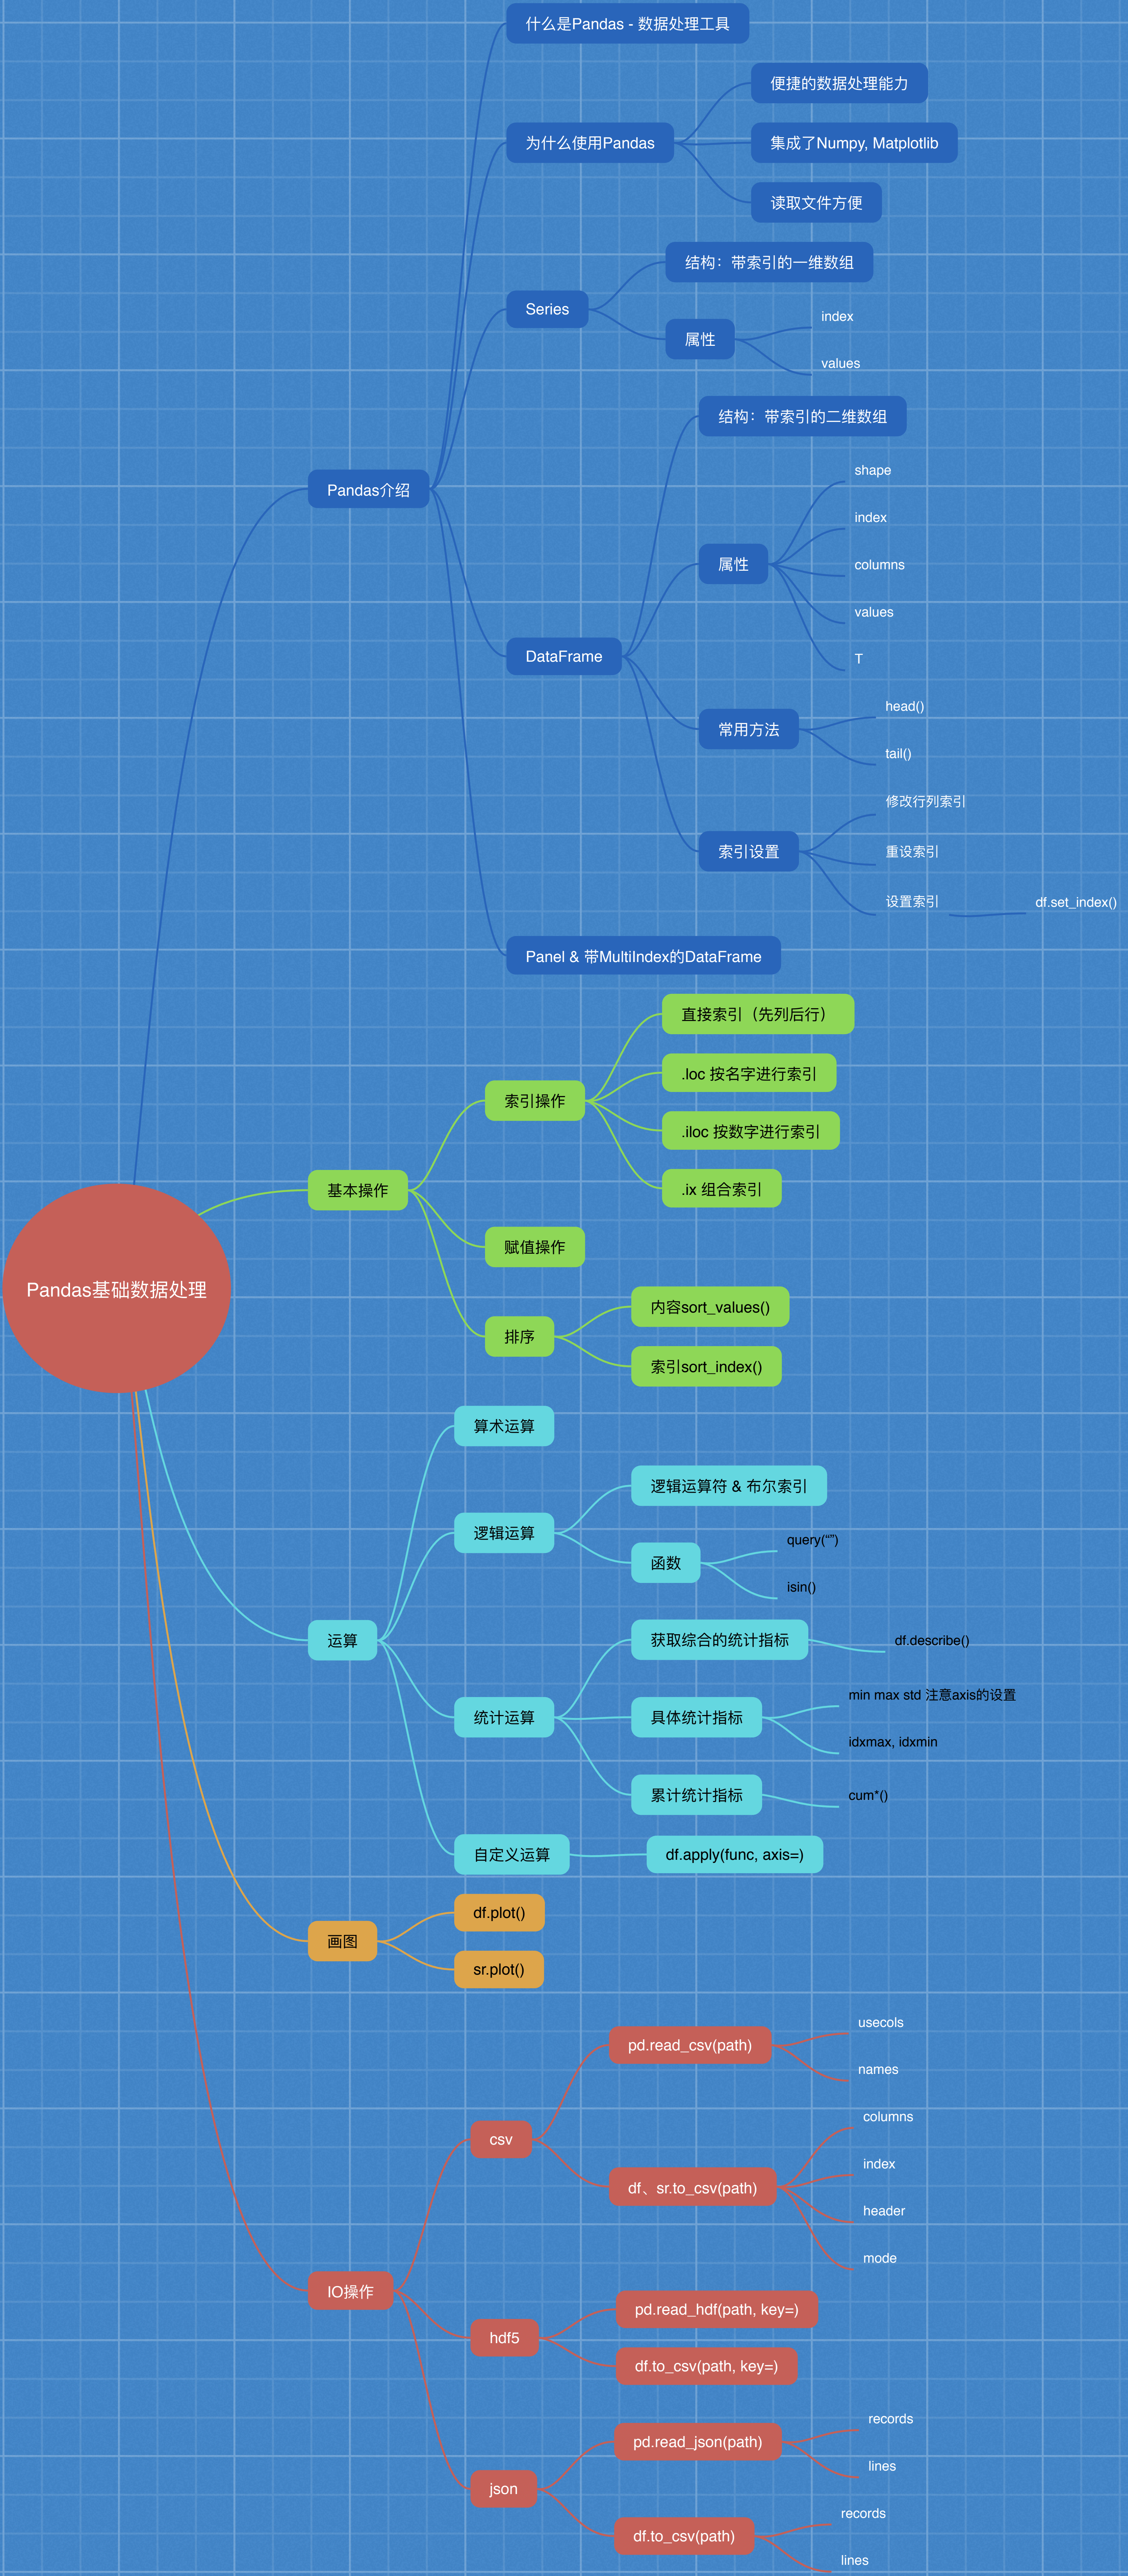 什么是Pandas - 数据处理工具
便捷的数据处理能力
为什么使用Pandas
集成了Numpy, Matplotlib
读取文件方便
结构：带索引的一维数组
Series
index
属性
values
结构：带索引的二维数组
shape
Pandas介绍
index
属性
columns
values
DataFrame
T
head()
常用方法
tail()
修改行列索引
索引设置
重设索引
设置索引
df.set_index()
Panel & 带MultiIndex的DataFrame
直接索引（先列后行）
.loc 按名字进行索引
索引操作
.iloc 按数字进行索引
.ix 组合索引
基本操作
赋值操作
Pandas基础数据处理
内容sort_values()
排序
索引sort_index()
算术运算
逻辑运算符 & 布尔索引
逻辑运算
query(“”)
函数
isin()
运算
获取综合的统计指标
df.describe()
min max std 注意axis的设置
统计运算
具体统计指标
idxmax, idxmin
累计统计指标
cum*()
自定义运算
df.apply(func, axis=)
df.plot()
画图
sr.plot()
usecols
pd.read_csv(path)
names
columns
csv
index
df、sr.to_csv(path)
header
mode
IO操作
pd.read_hdf(path, key=)
hdf5
df.to_csv(path, key=)
records
pd.read_json(path)
lines
json
records
df.to_csv(path)
lines